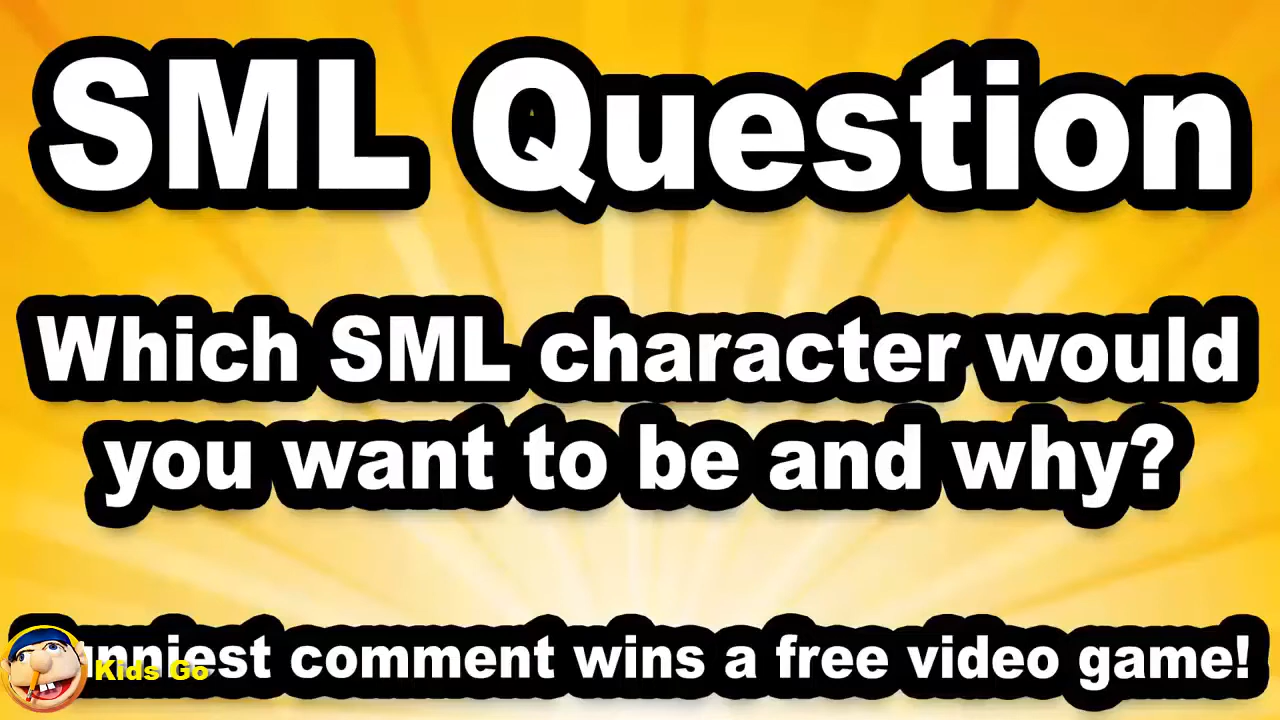 SML Question
Which SML character would
you want to be and why?
unniest comment wins a free video game!
Kids Go